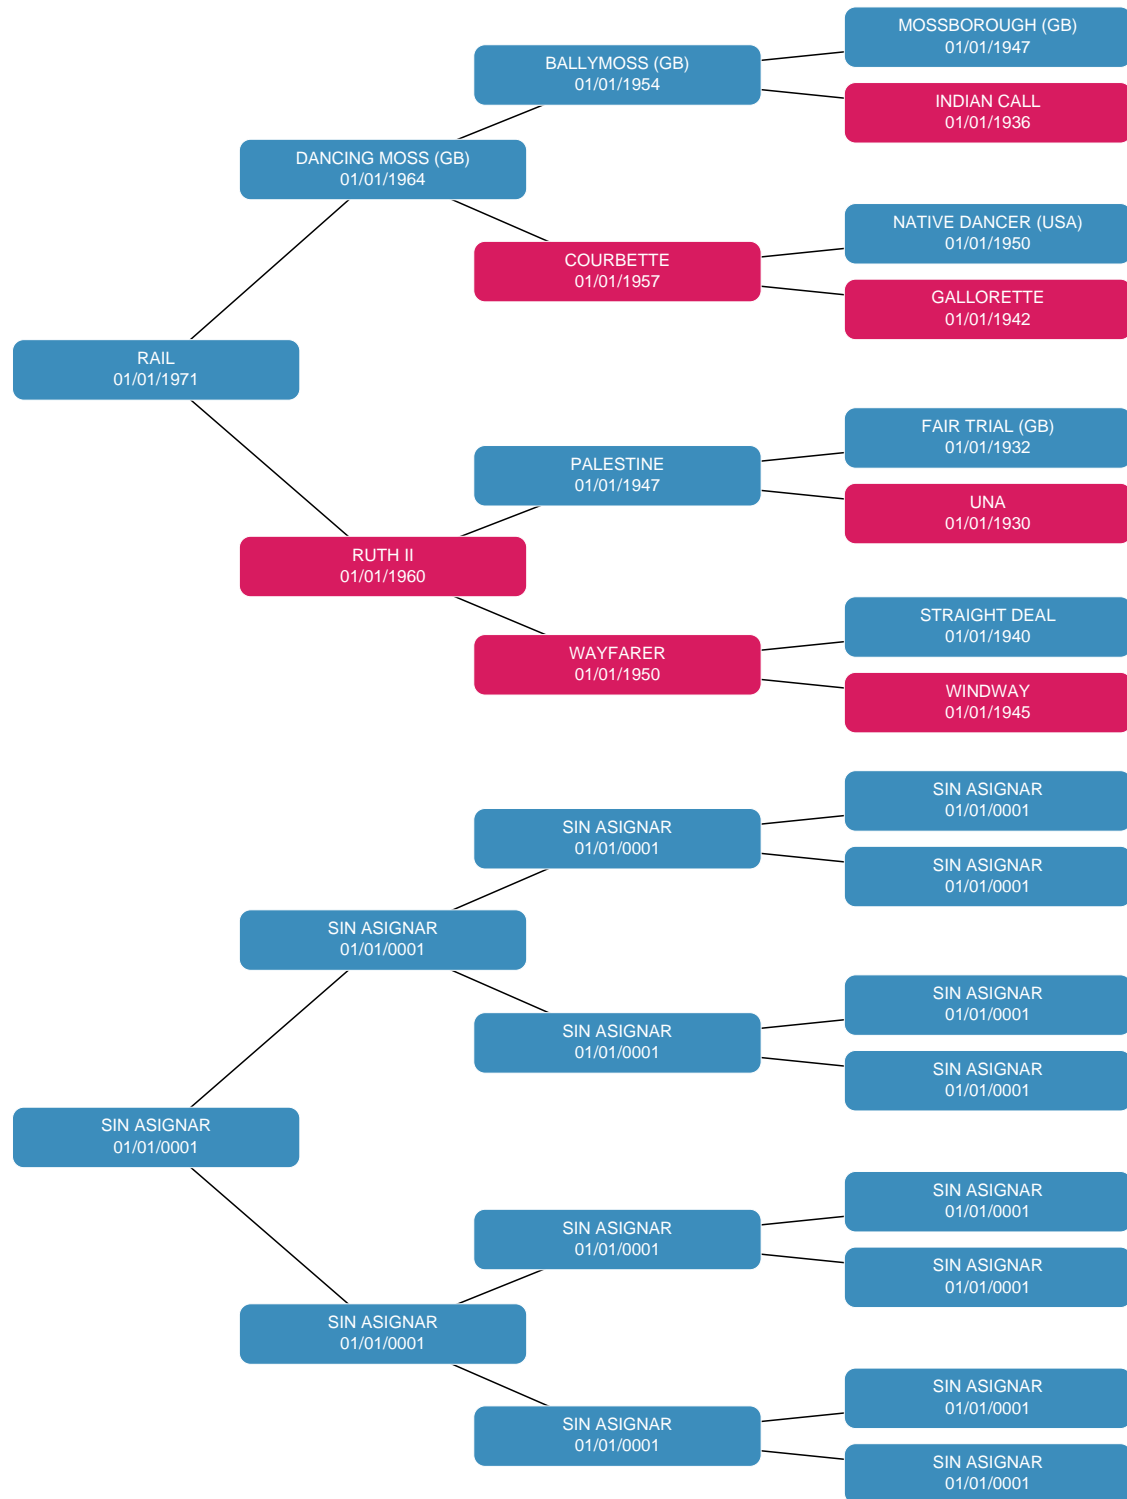 MOSSBOROUGH (GB)
01/01/1947
BALLYMOSS (GB)
01/01/1954
INDIAN CALL
01/01/1936
DANCING MOSS (GB)
01/01/1964
NATIVE DANCER (USA)
01/01/1950
COURBETTE
01/01/1957
GALLORETTE
01/01/1942
RAIL
01/01/1971
FAIR TRIAL (GB)
01/01/1932
PALESTINE
01/01/1947
UNA
01/01/1930
RUTH II
01/01/1960
STRAIGHT DEAL
01/01/1940
WAYFARER
01/01/1950
WINDWAY
01/01/1945
SIN ASIGNAR
01/01/0001
SIN ASIGNAR
01/01/0001
SIN ASIGNAR
01/01/0001
SIN ASIGNAR
01/01/0001
SIN ASIGNAR
01/01/0001
SIN ASIGNAR
01/01/0001
SIN ASIGNAR
01/01/0001
SIN ASIGNAR
01/01/0001
SIN ASIGNAR
01/01/0001
SIN ASIGNAR
01/01/0001
SIN ASIGNAR
01/01/0001
SIN ASIGNAR
01/01/0001
SIN ASIGNAR
01/01/0001
SIN ASIGNAR
01/01/0001
SIN ASIGNAR
01/01/0001